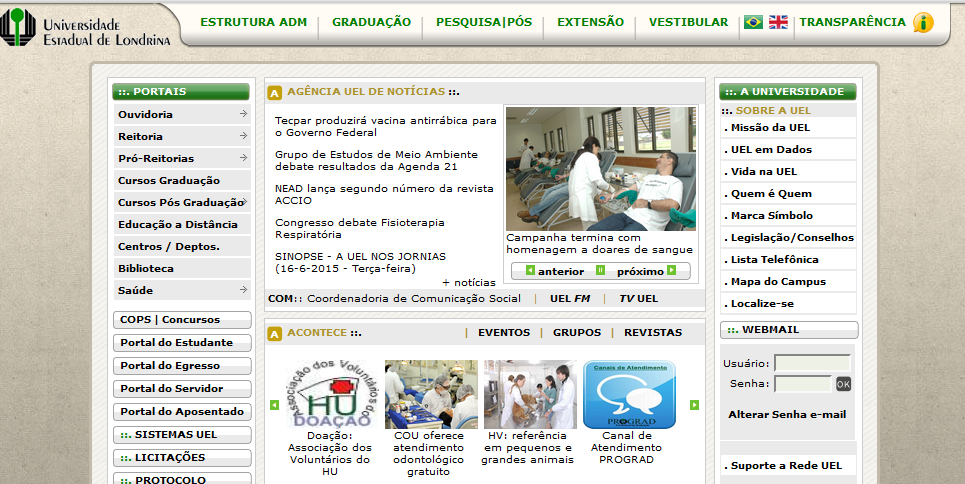 Universidade
Estadual de Londrina
ESTRUTURA ADM
GRADUAÇÃO
PESQUISA|PÓS
EXTENSÃO
VESTIBULAR
TRANSPARÊNCIA
i
::. PORTAIS
Ouvidoria
Reitoria
Pró-Reitorias
Cursos Graduação
Cursos Pós Graduação
Educação a Distância
Centros / Deptos.
Biblioteca
Saúde
COPS | Concursos
Portal do Estudante
Portal do Egresso
Portal do Servidor
Portal do Aposentado
::. SISTEMAS UEL
::. LICITAÇÕES
::. PROTOCOLO
A AGÊNCIA UEL DE NOTÍCIAS ::.
Tecpar produzirá vacina antirrábica para
o Governo Federal
Grupo de Estudos de Meio Ambiente
debate resultados da Agenda 21
NEAD lança segundo número da revista
ACCIO
Congresso debate Fisioterapia
Respiratória
SINOPSE - A UEL NOS JORNIAS
(16-6-2015 - Terça-feira)
+ notícias
Campanha termina com
homenagem a doares de sangue
anterior
próximo
COM:: Coordenadoria de Comunicação Social | UEL FM | TV UEL
A ACONTECE ::.
| EVENTOS | GRUPOS | REVISTAS
Associação dos Voluntários do
HU
DOAÇÃO
Doação:
Associação dos
Voluntários do
HU
COU oferece
atendimento
odontológico
gratuito
HV: referência
em pequenos e
grandes animais
Canais de Atendimento
PROGRAD
Canal de
Atendimento
PROGRAD
::. A UNIVERSIDADE
::. SOBRE A UEL
. Missão da UEL
. UEL em Dados
. Vida na UEL
. Quem é Quem
. Marca Símbolo
. Legislação/Conselhos
. Lista Telefônica
. Mapa do Campus
. Localize-se
::. WEBMAIL
Usuário:
Senha:
OK
Alterar Senha e-mail
. Suporte a Rede UEL